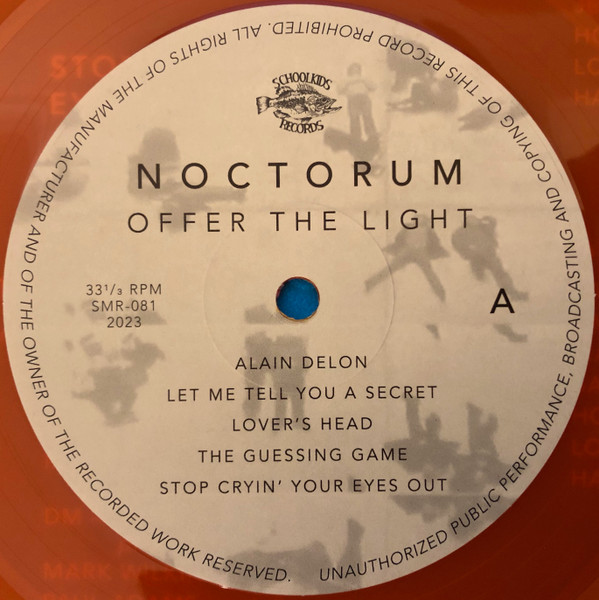 SCHOOLKIDS
RECORDS
NOCTORUM
OFFER THE LIGHT
33 1/3 RPM
SMR-081
2023
A
ALAIN DELON
LET ME TELL YOU A SECRET
LOVER'S HEAD
THE GUESSING GAME
STOP CRYIN' YOUR EYES OUT
ALL RIGHTS OF THE MANUFACTURER AND OF THE OWNER OF THE RECORDED WORK RESERVED.
UNAUTHORIZED PUBLIC PERFORMANCE, BROADCASTING AND COPYING OF THIS RECORD PROHIBITED.